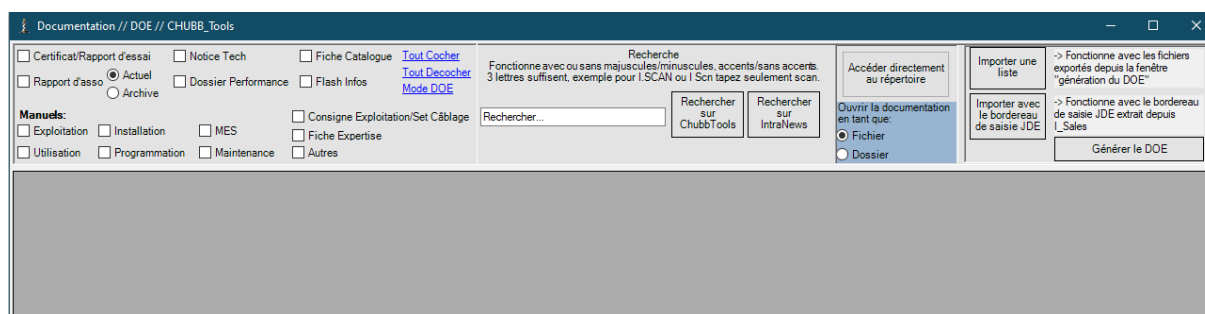 Documentation // DOE // CHUBB_Tools
Certificat/Rapport d'essai
Notice Tech
Fiche Catalogue
Tout Cocher
Rapport d'asso
Actuel
Archive
Dossier Performance
Flash Infos
Tout Decocher
Mode DOE
Manuels:
Exploitation
Installation
MES
Consigne Exploitation/Set Câblage
Fiche Expertise
Utilisation
Programmation
Maintenance
Autres
Recherche
Fonctionne avec ou sans majuscules/minuscules, accents/sans accents.
3 lettres suffisent, exemple pour I.SCAN ou I Scn tapez seulement scan.
Rechercher...
Rechercher
sur
ChubbTools
Rechercher
sur
IntraNews
Accéder directement
au répertoire
Ouvrir la documentation
en tant que:
Fichier
Dossier
Importer une
liste
-> Fonctionne avec les fichiers
exportés depuis la fenêtre
"génération du DOE"
Importer avec
le bordereau
de saisie JDE
-> Fonctionne avec le bordereau
de saisie JDE extrait depuis
I_Sales
Générer le DOE